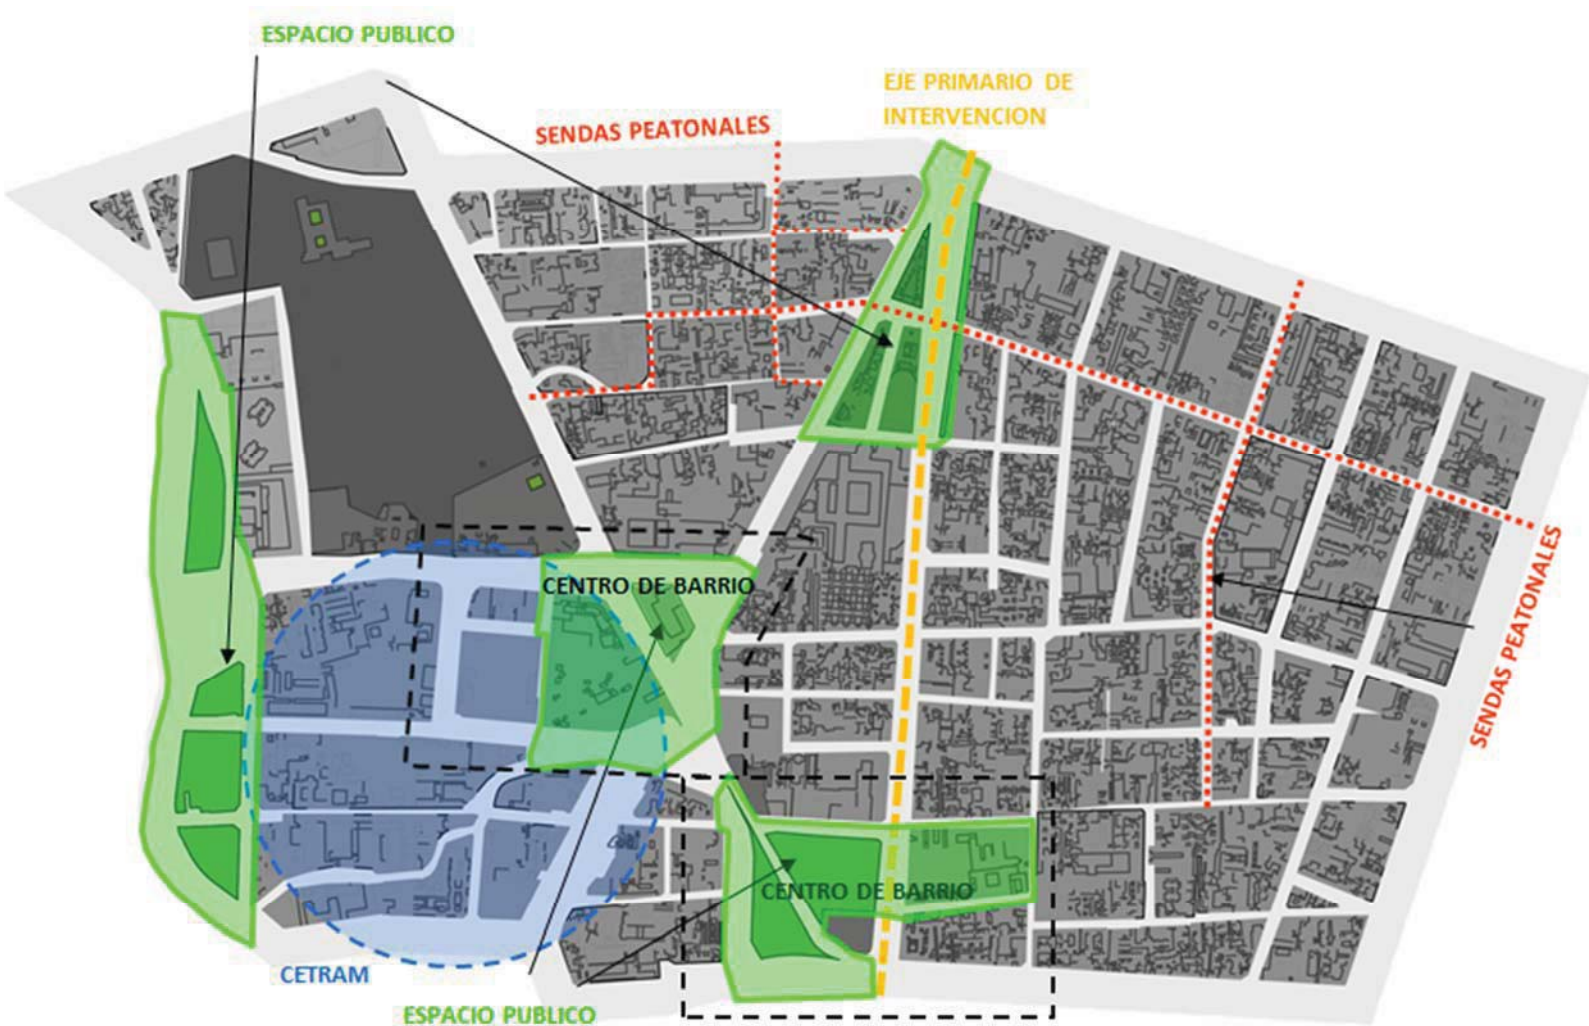 ESPACIO PUBLICO
EJE PRIMARIO DE
INTERVENCION
SENDAS PEATONALES
CENTRO DE BARRIO
SENDAS PEATONALES
CENTRO DE BARRIO
CETRAM
ESPACIO PUBLICO